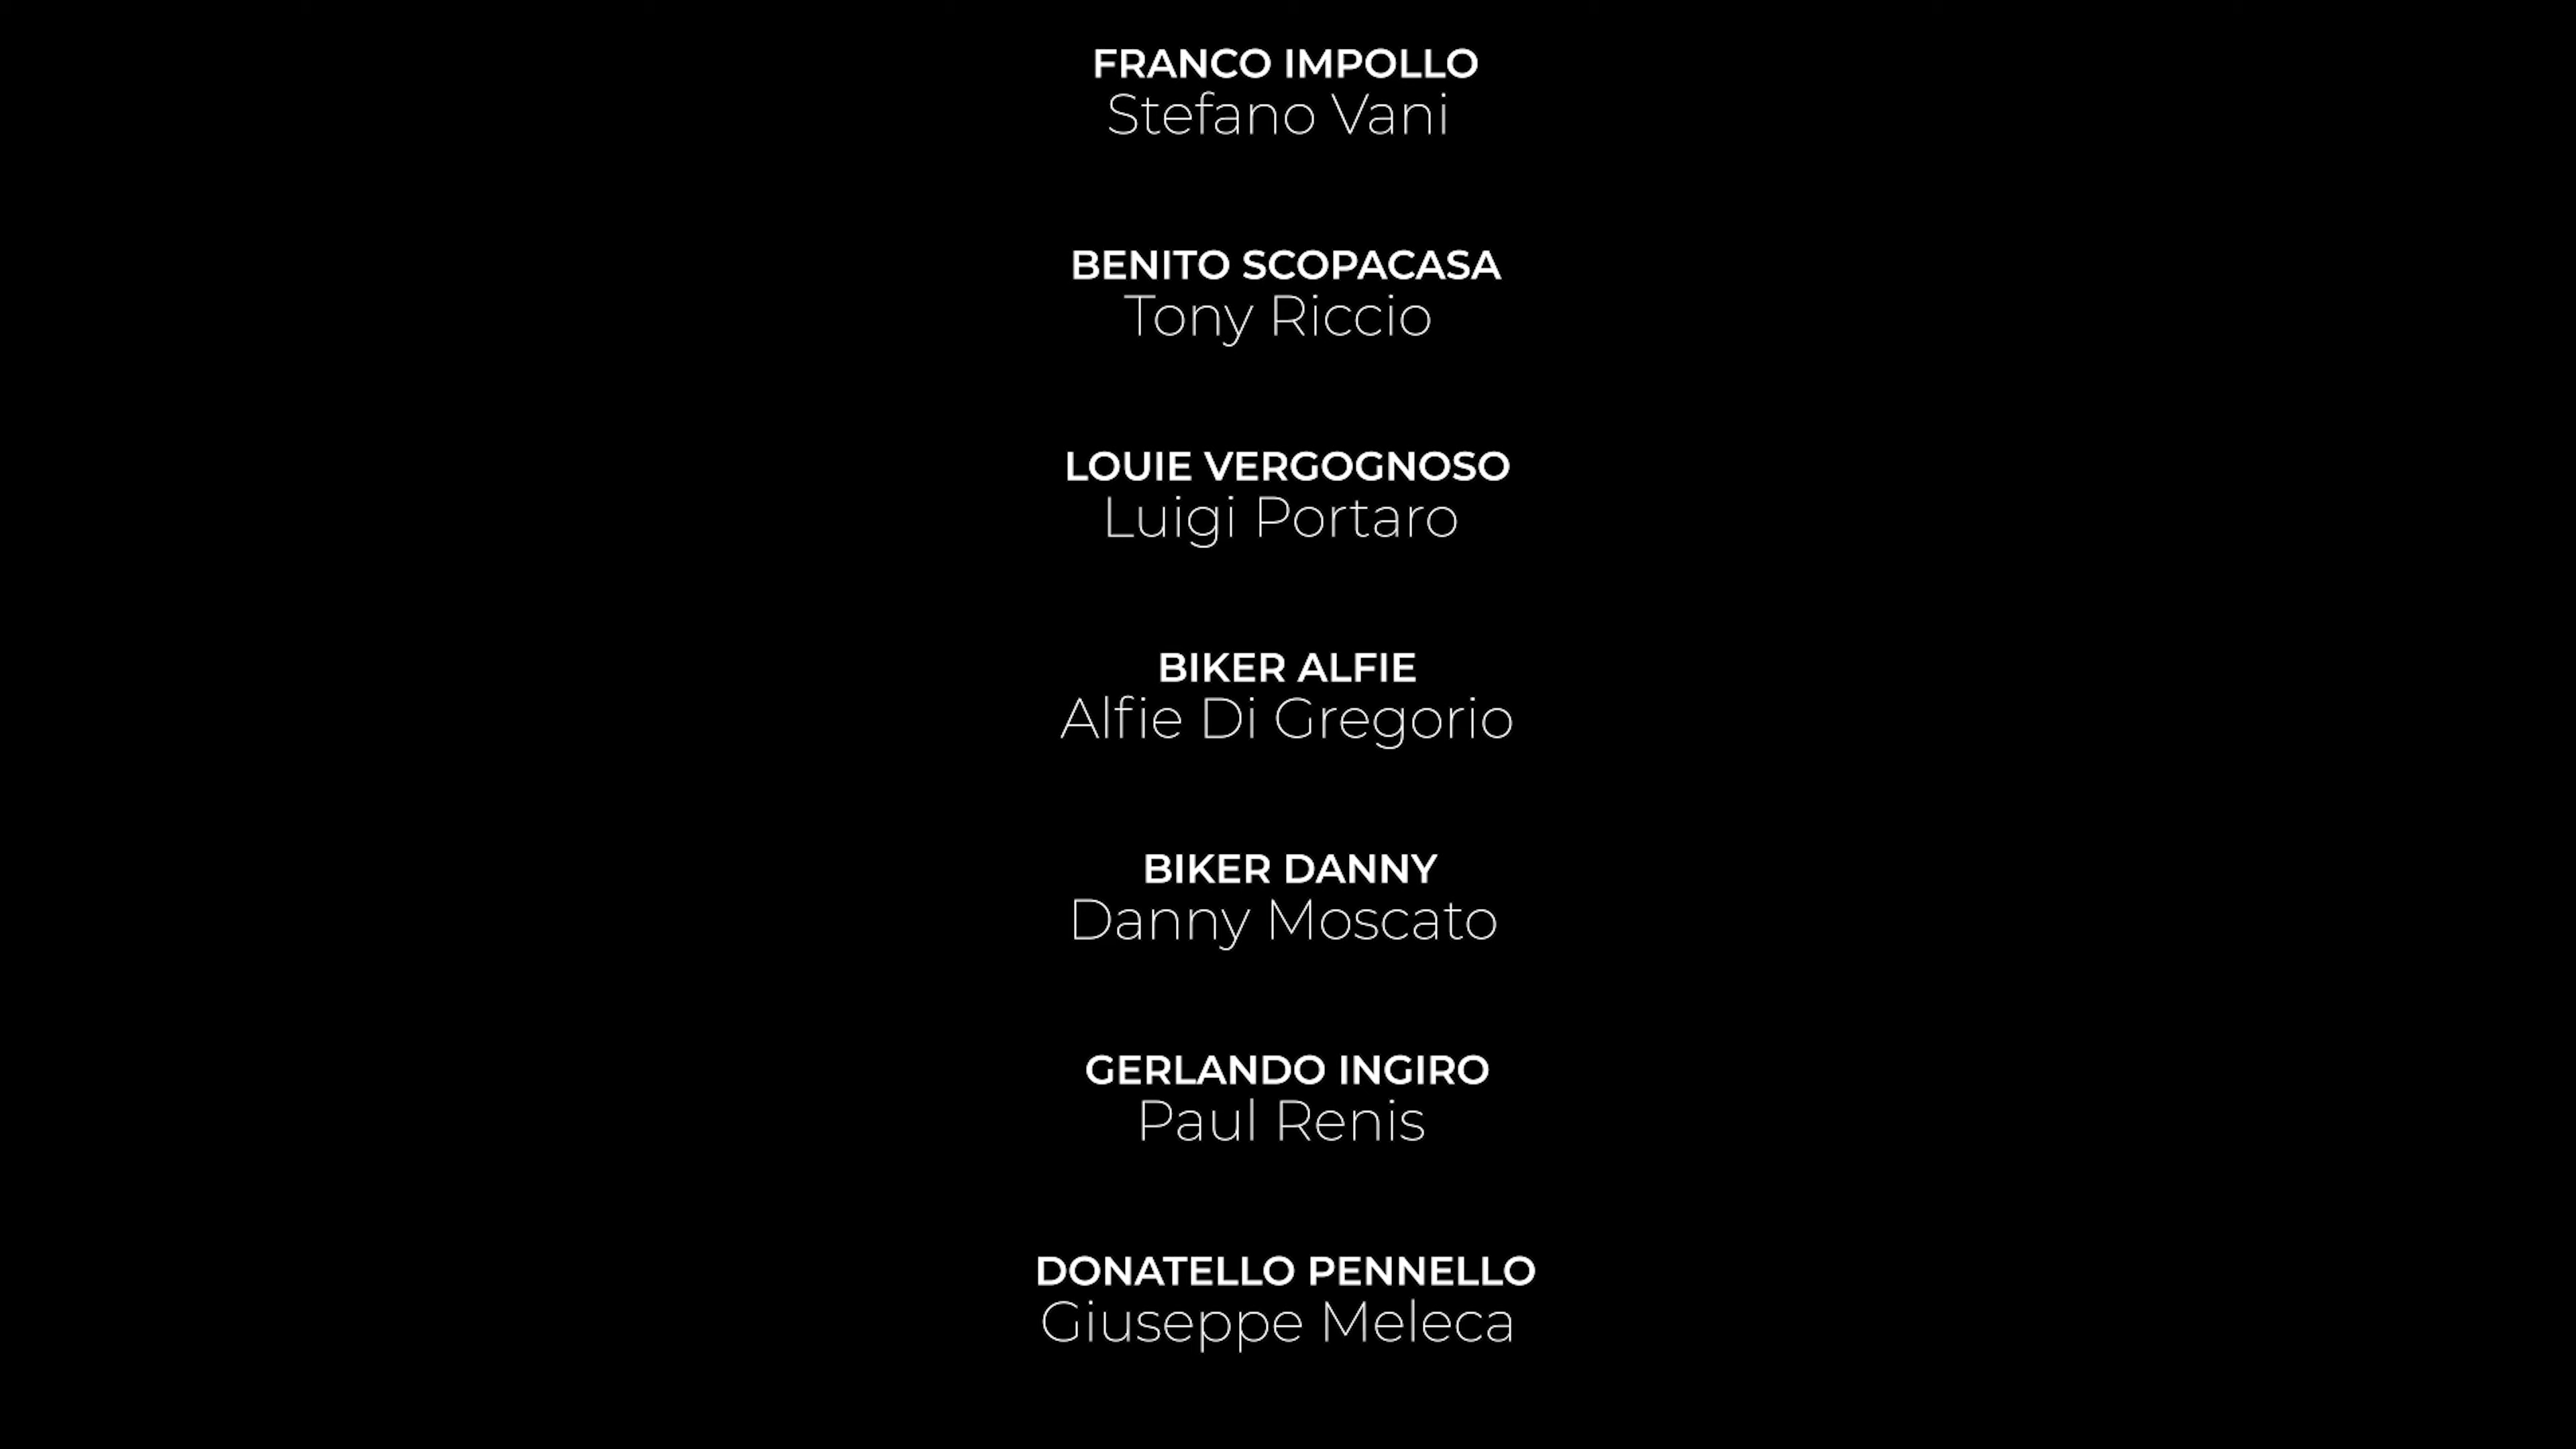 FRANCO IMPOLLO
Stefano Vani
BENITO SCOPACASA
Tony Riccio
LOUIE VERGOGNOSO
Luigi Portaro
BIKER ALFIE
Alfie Di Gregorio
BIKER DANNY
Danny Moscato
GERLANDO INGIRO
Paul Renis
DONATELLO PENNELLO
Giuseppe Meleca